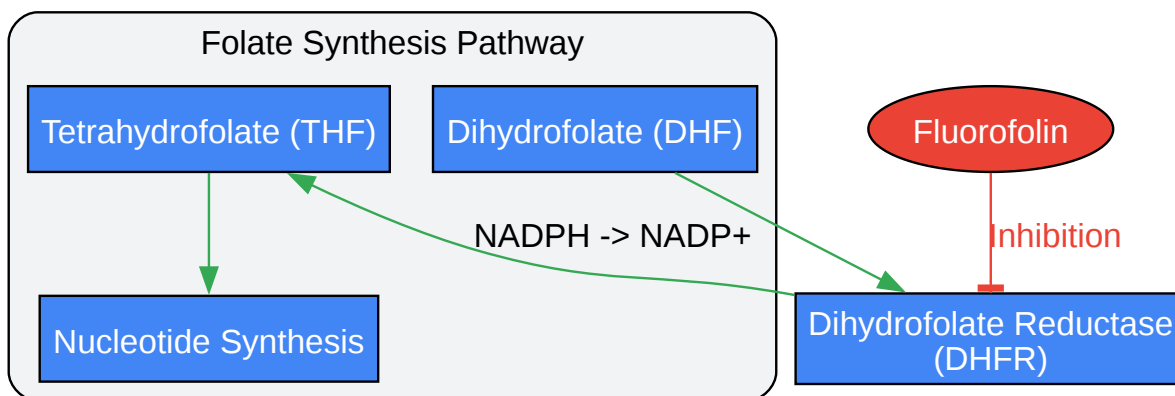 Folate Synthesis Pathway
Tetrahydrofolate (THF)
Dihydrofolate (DHF)
Fluorofolin
NADPH -> NADP+
Inhibition
Nucleotide Synthesis
Dihydrofolate Reductase
(DHFR)